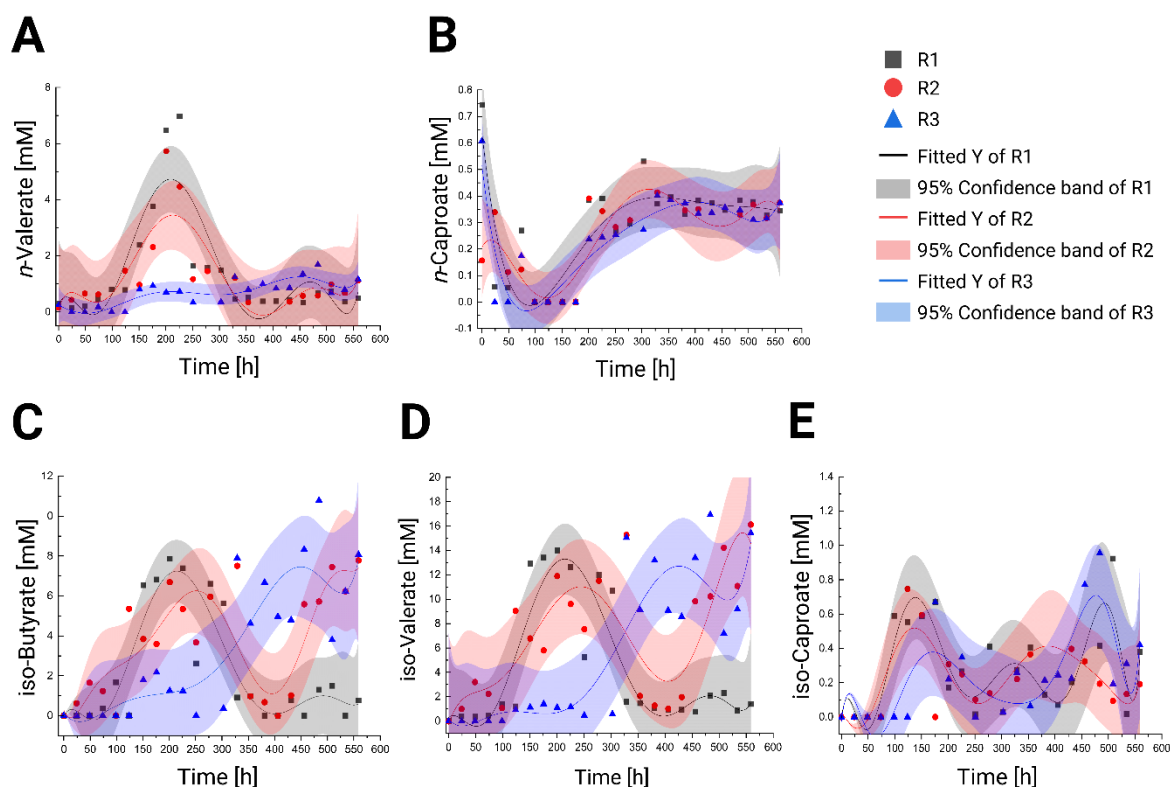 A
n-Valerate [mM]
8
6
4
2
0
0 50 100 150 200 250 300 350 400 450 500 550 600
Time [h]
B
n-Caproate [mM]
0.8
0.7
0.6
0.5
0.4
0.3
0.2
0.1
0.0
-0.1
0 50 100 150 200 250 300 350 400 450 500 550 600
Time [h]
R1
R2
R3
Fitted Y of R1
95% Confidence band of R1
Fitted Y of R2
95% Confidence band of R2
Fitted Y of R3
95% Confidence band of R3
C
iso-Butyrate [mM]
12
0
8
6
4
2
0
0 50 100 150 200 250 300 350 400 450 500 550 600
Time [h]
D
iso-Valerate [mM]
20
18
16
14
12
10
8
6
4
2
0
0 50 100 150 200 250 300 350 400 450 500 550 600
Time [h]
E
iso-Caproate [mM]
1.4
1.2
1.0
0.8
0.6
0.4
0.2
0.0
0 50 100 150 200 250 300 350 400 450 500 550 600
Time [h]